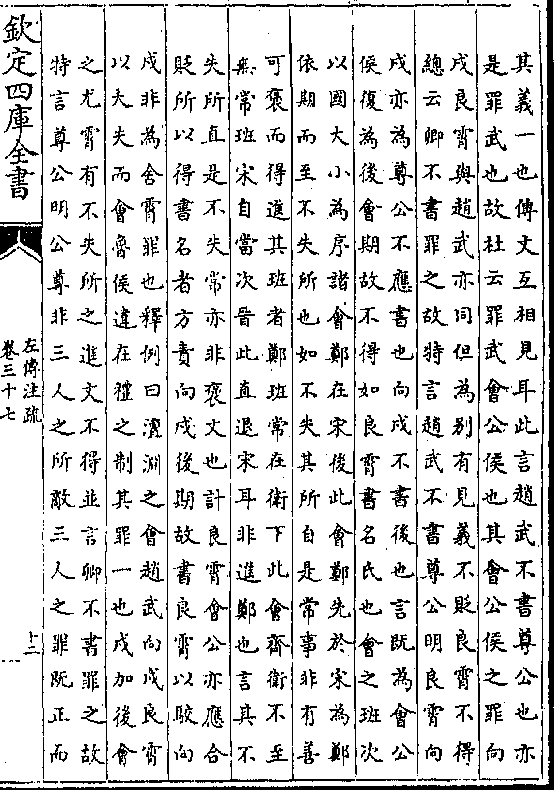 其義一也傳文互相見耳此言趙武不書尊公也亦
是罪武也故杜云罪武會公侯也其會公侯之罪向
戌良霄與趙武亦同但為別有見義不貶良霄不得
總云卿不書罪之故特言趙武不書尊公明良霄向
戌亦為尊公不應書也向戌不書後也言既為會公
侯復為後會期故不得如良霄書名氏也會之班次
以國大小為序諸會鄭在宋後此會鄭先於宋為鄭
依期而至不失所也如不失其所自是常事非有善
可褒而得進其班者鄭班常在衛下此會齊衛不至
無常班宋自當次晉此直退宋耳非進鄭也言其不
失所直是不失常亦非褒文也計良霄會公亦應合
貶所以得書名者方責向戌後期故書良霄以駮向
戌非為舍霄罪也釋例曰澶淵之會趙武向戌良霄
以大夫而會魯侯違在禮之制其罪一也戌加後會
之尤霄有不失所之進文不得並言卿不書罪之故
特言尊公明公尊非三人之所敵三人之罪既正而
欽定四庫全書
左傳注疏
卷三十七
十二